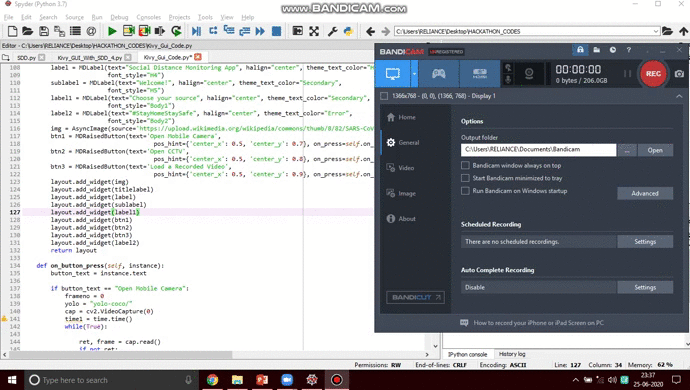 Spyder (Python 3.7)
www.BANDICAM.com
File Edit Search Source Run Debug Consoles Projects Tools View Help
C:\Users\RELIANCE\Desktop\HACKATHON_CODES
Editor - C:\Users\RELIANCE\Desktop\HACKATHON_CODES\Kivy_Gui_Code.py
SDD.py Kivy_GUI_With_SDD_4.py Kivy_Gui_Code.py*
108 label = MDLabel(text="Social Distance Monitoring App", halign="center", theme_text_color=
109 font_style="H4")
110 sublabel = MDLabel(text="Welcome!", halign="center", theme_text_color="Secondary",
111 font_style="H5")
112 label1 = MDLabel(text="Choose your source", halign="center", theme_text_color="Secondary",
113 font_style="Body1")
114 label2 = MDLabel(text="#StayHomeStaySafe", halign="center", theme_text_color="Error",
115 font_style="Body2")
116 img = AsyncImage(source='https://upload.wikimedia.org/wikipedia/commons/thumb/8/82/SARS-CoV
117 btn1 = MDRaisedButton(text='Open Mobile Camera',
118 pos_hint={'center_x': 0.5, 'center_y': 0.7}, on_press=self.on_
119 btn2 = MDRaisedButton(text='Open CCTV',
120 pos_hint={'center_x': 0.5, 'center_y': 0.8}, on_press=self.on_
121 btn3 = MDRaisedButton(text='Load a Recorded Video',
122 pos_hint={'center_x': 0.5, 'center_y': 0.9}, on_press=self.on_
123 layout.add_widget(img)
124 layout.add_widget(titlelabel)
125 layout.add_widget(label)
126 layout.add_widget(sublabel)
127 layout.add_widget(label1)
128 layout.add_widget(btn1)
129 layout.add_widget(btn2)
130 layout.add_widget(btn3)
131 layout.add_widget(label2)
132 return layout
133
134 def on_button_press(self, instance):
135 button_text = instance.text
136
137 if button_text == "Open Mobile Camera":
138 frameno = 0
139 yolo = "yolo-coco/"
140 cap = cv2.VideoCapture(0)
141 time1 = time.time()
142 while(True):
143
144 ret, frame = cap.read()
145 if not ret:
BANDICAM UNREGISTERED
00:00:00
0 bytes / 206.0GB
REC
1366x768 - (0, 0), (1366, 768) - Display 1
Home
General
Video
Image
About
BANDICUT
Options
Output folder
C:\Users\RELIANCE\Documents\Bandicam
...
Open
Bandicam window always on top
Start Bandicam minimized to tray
Run Bandicam on Windows startup
Advanced
Scheduled Recording
There are no scheduled recordings.
Settings
Auto Complete Recording
Disable
Settings
How to record your iPhone or iPad Screen on PC
IPython console History log
Permissions: RW End-of-lines: CRLF Encoding: ASCII Line: 127 Column: 34 Memory: 62 %
Type here to search
23:37
25-06-2020